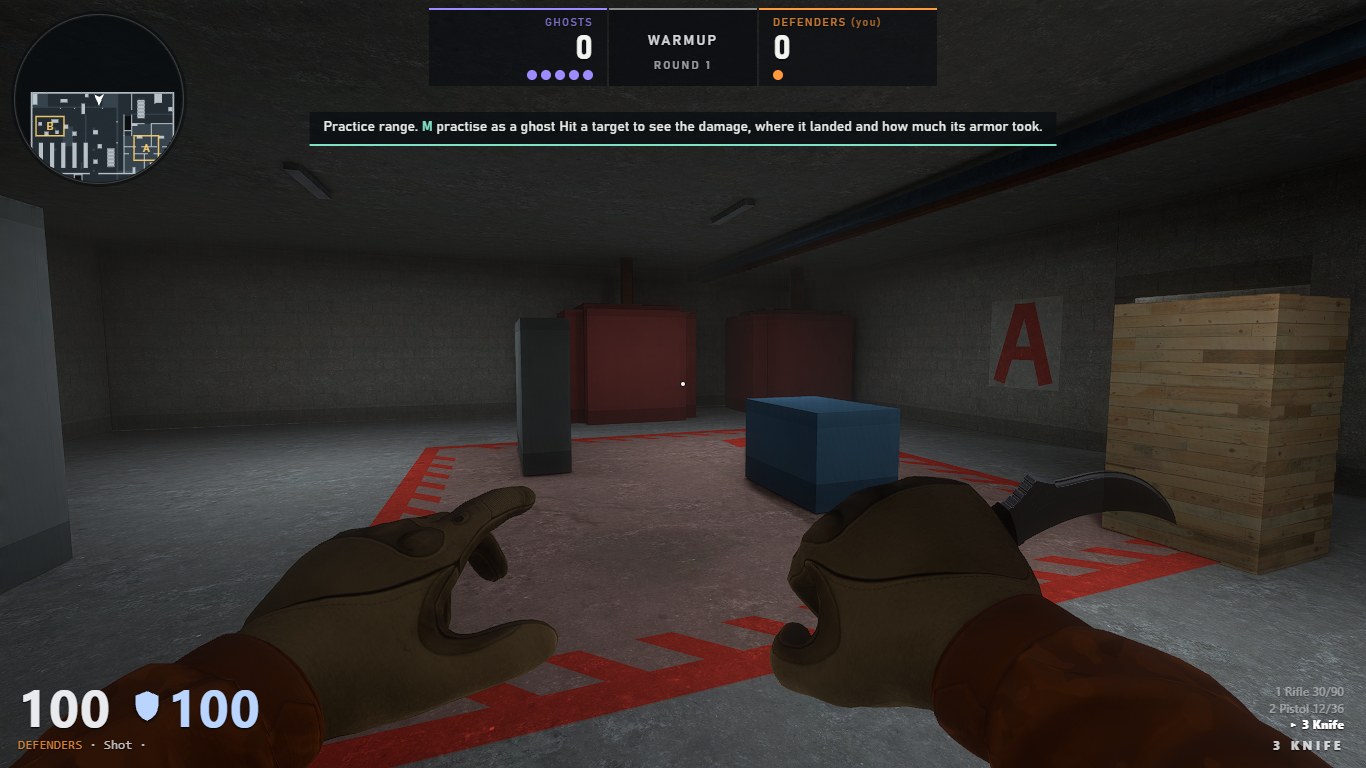 GHOSTS
0
WARMUP
ROUND 1
DEFENDERS (you)
0
Practice range. M practise as a ghost Hit a target to see the damage, where it landed and how much its armor took.
B
A
A
100 100
DEFENDERS · Shot ·
1 Rifle 30/90
2 Pistol 12/36
▸ 3 Knife
3 KNIFE